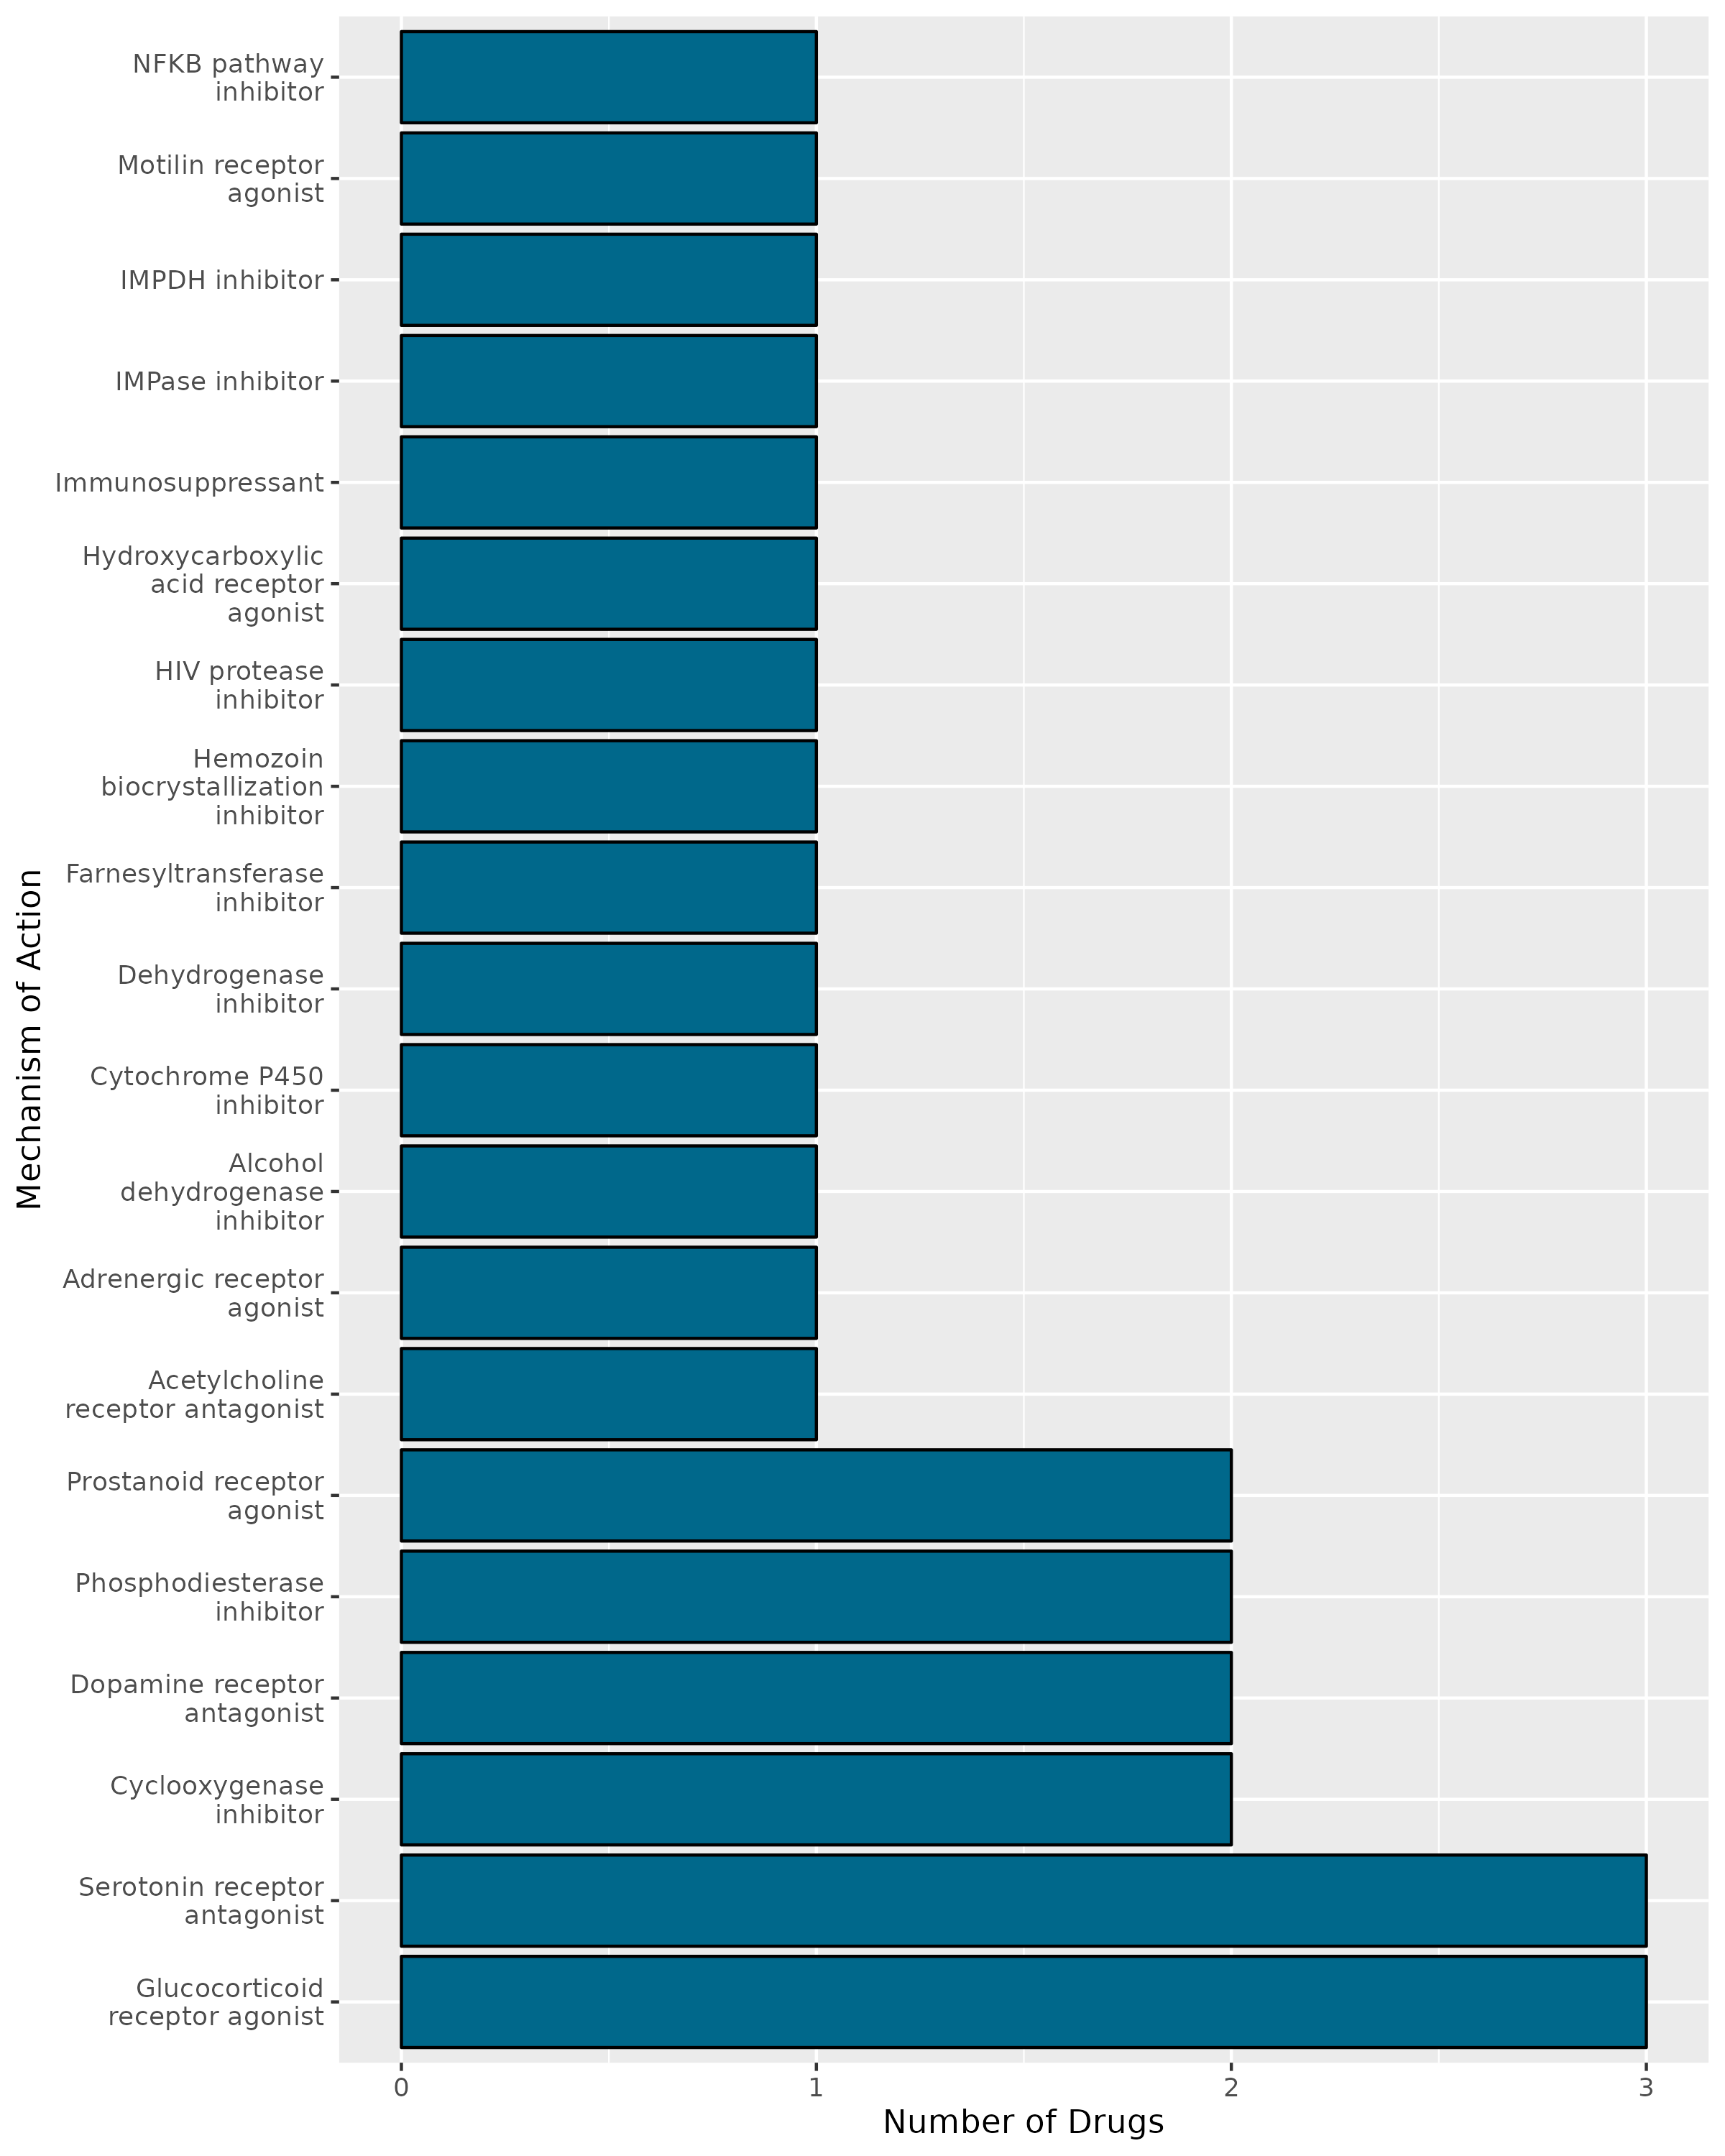 NFKB pathway
inhibitor
Motilin receptor
agonist
IMPDH inhibitor
IMPase inhibitor
Immunosuppressant
Hydroxycarboxylic
acid receptor
agonist
HIV protease
inhibitor
Hemozoin
biocrystallization
inhibitor
Farnesyltransferase
inhibitor
Dehydrogenase
inhibitor
Cytochrome P450
inhibitor
Alcohol
dehydrogenase
inhibitor
Adrenergic receptor
agonist
Acetylcholine
receptor antagonist
Prostanoid receptor
agonist
Phosphodiesterase
inhibitor
Dopamine receptor
antagonist
Cyclooxygenase
inhibitor
Serotonin receptor
antagonist
Glucocorticoid
receptor agonist
Mechanism of Action
0 1 2 3
Number of Drugs